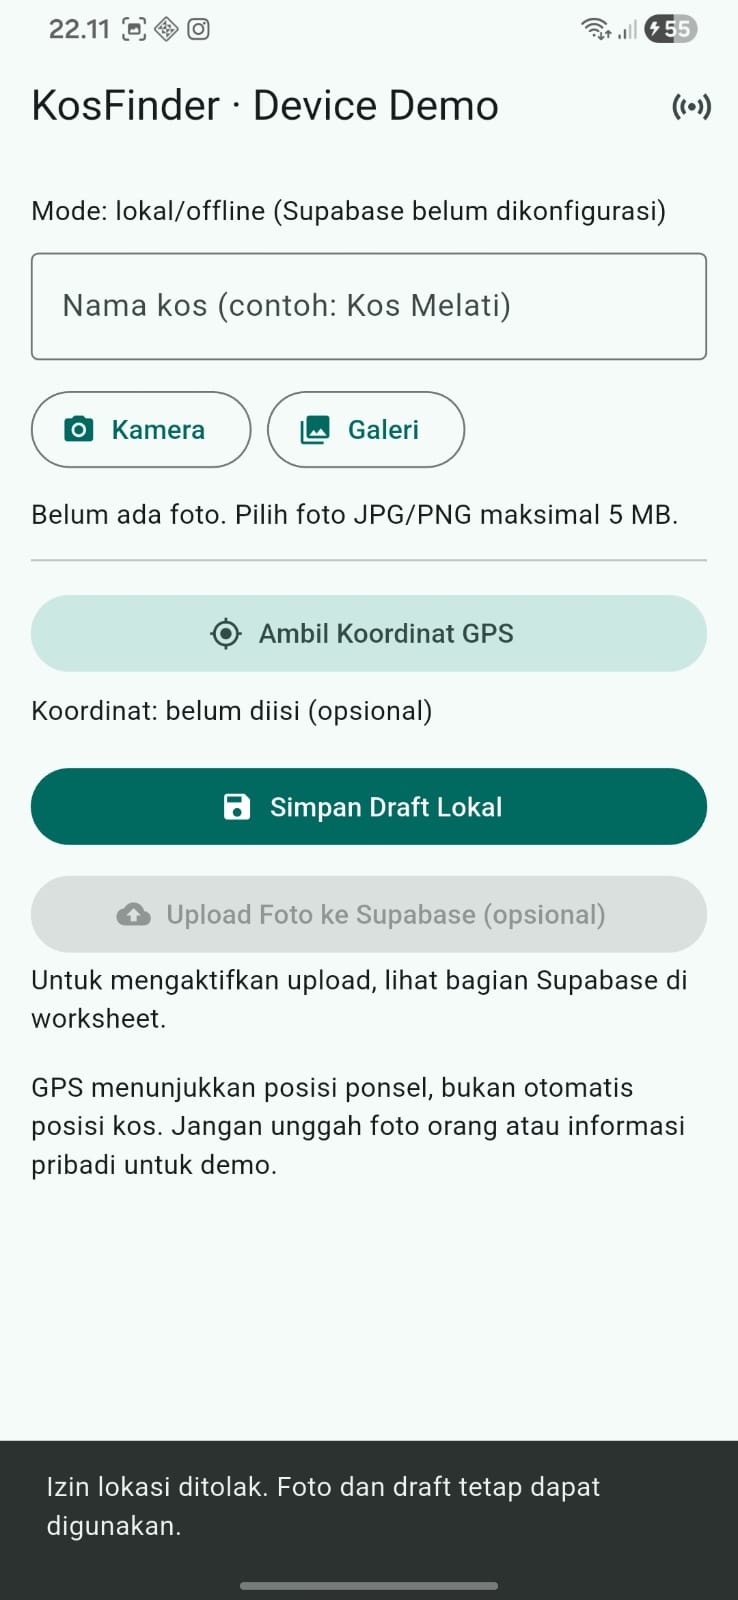 22.11
55
KosFinder · Device Demo
Mode: lokal/offline (Supabase belum dikonfigurasi)
Nama kos (contoh: Kos Melati)
Kamera
Galeri
Belum ada foto. Pilih foto JPG/PNG maksimal 5 MB.
Ambil Koordinat GPS
Koordinat: belum diisi (opsional)
Simpan Draft Lokal
Upload Foto ke Supabase (opsional)
Untuk mengaktifkan upload, lihat bagian Supabase di
worksheet.
GPS menunjukkan posisi ponsel, bukan otomatis
posisi kos. Jangan unggah foto orang atau informasi
pribadi untuk demo.
Izin lokasi ditolak. Foto dan draft tetap dapat
digunakan.